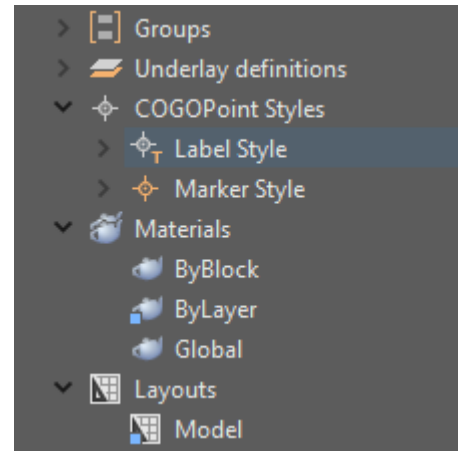 Groups
Underlay definitions
COGOPoint Styles
Label Style
Marker Style
Materials
ByBlock
ByLayer
Global
Layouts
Model